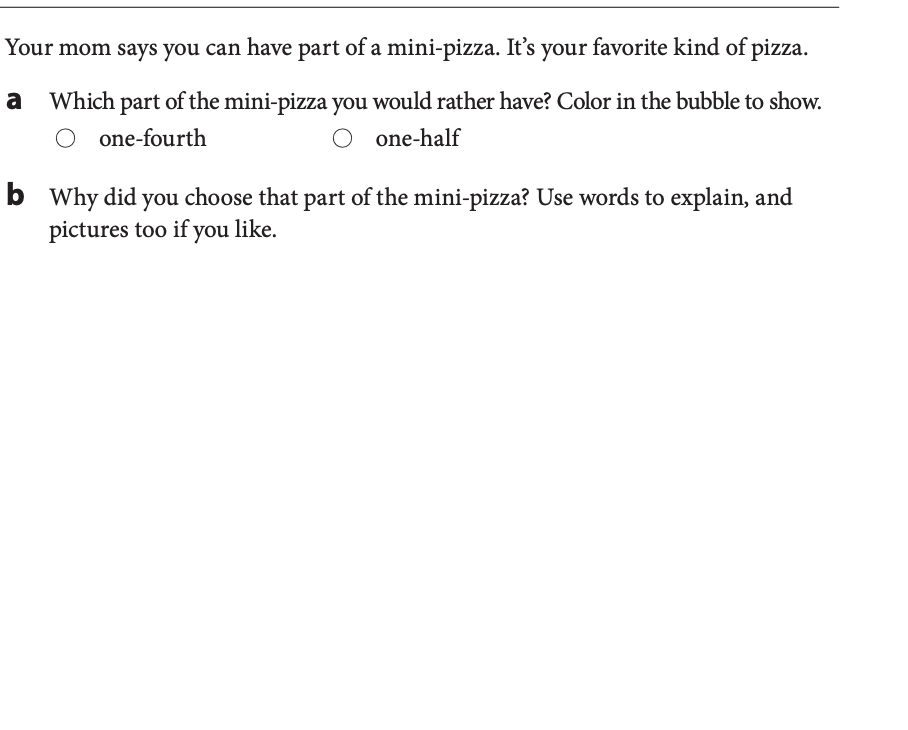 Your mom says you can have part of a mini-pizza. It’s your favorite kind of pizza.
a Which part of the mini-pizza you would rather have? Color in the bubble to show.
one-fourth one-half
b Why did you choose that part of the mini-pizza? Use words to explain, and
pictures too if you like.